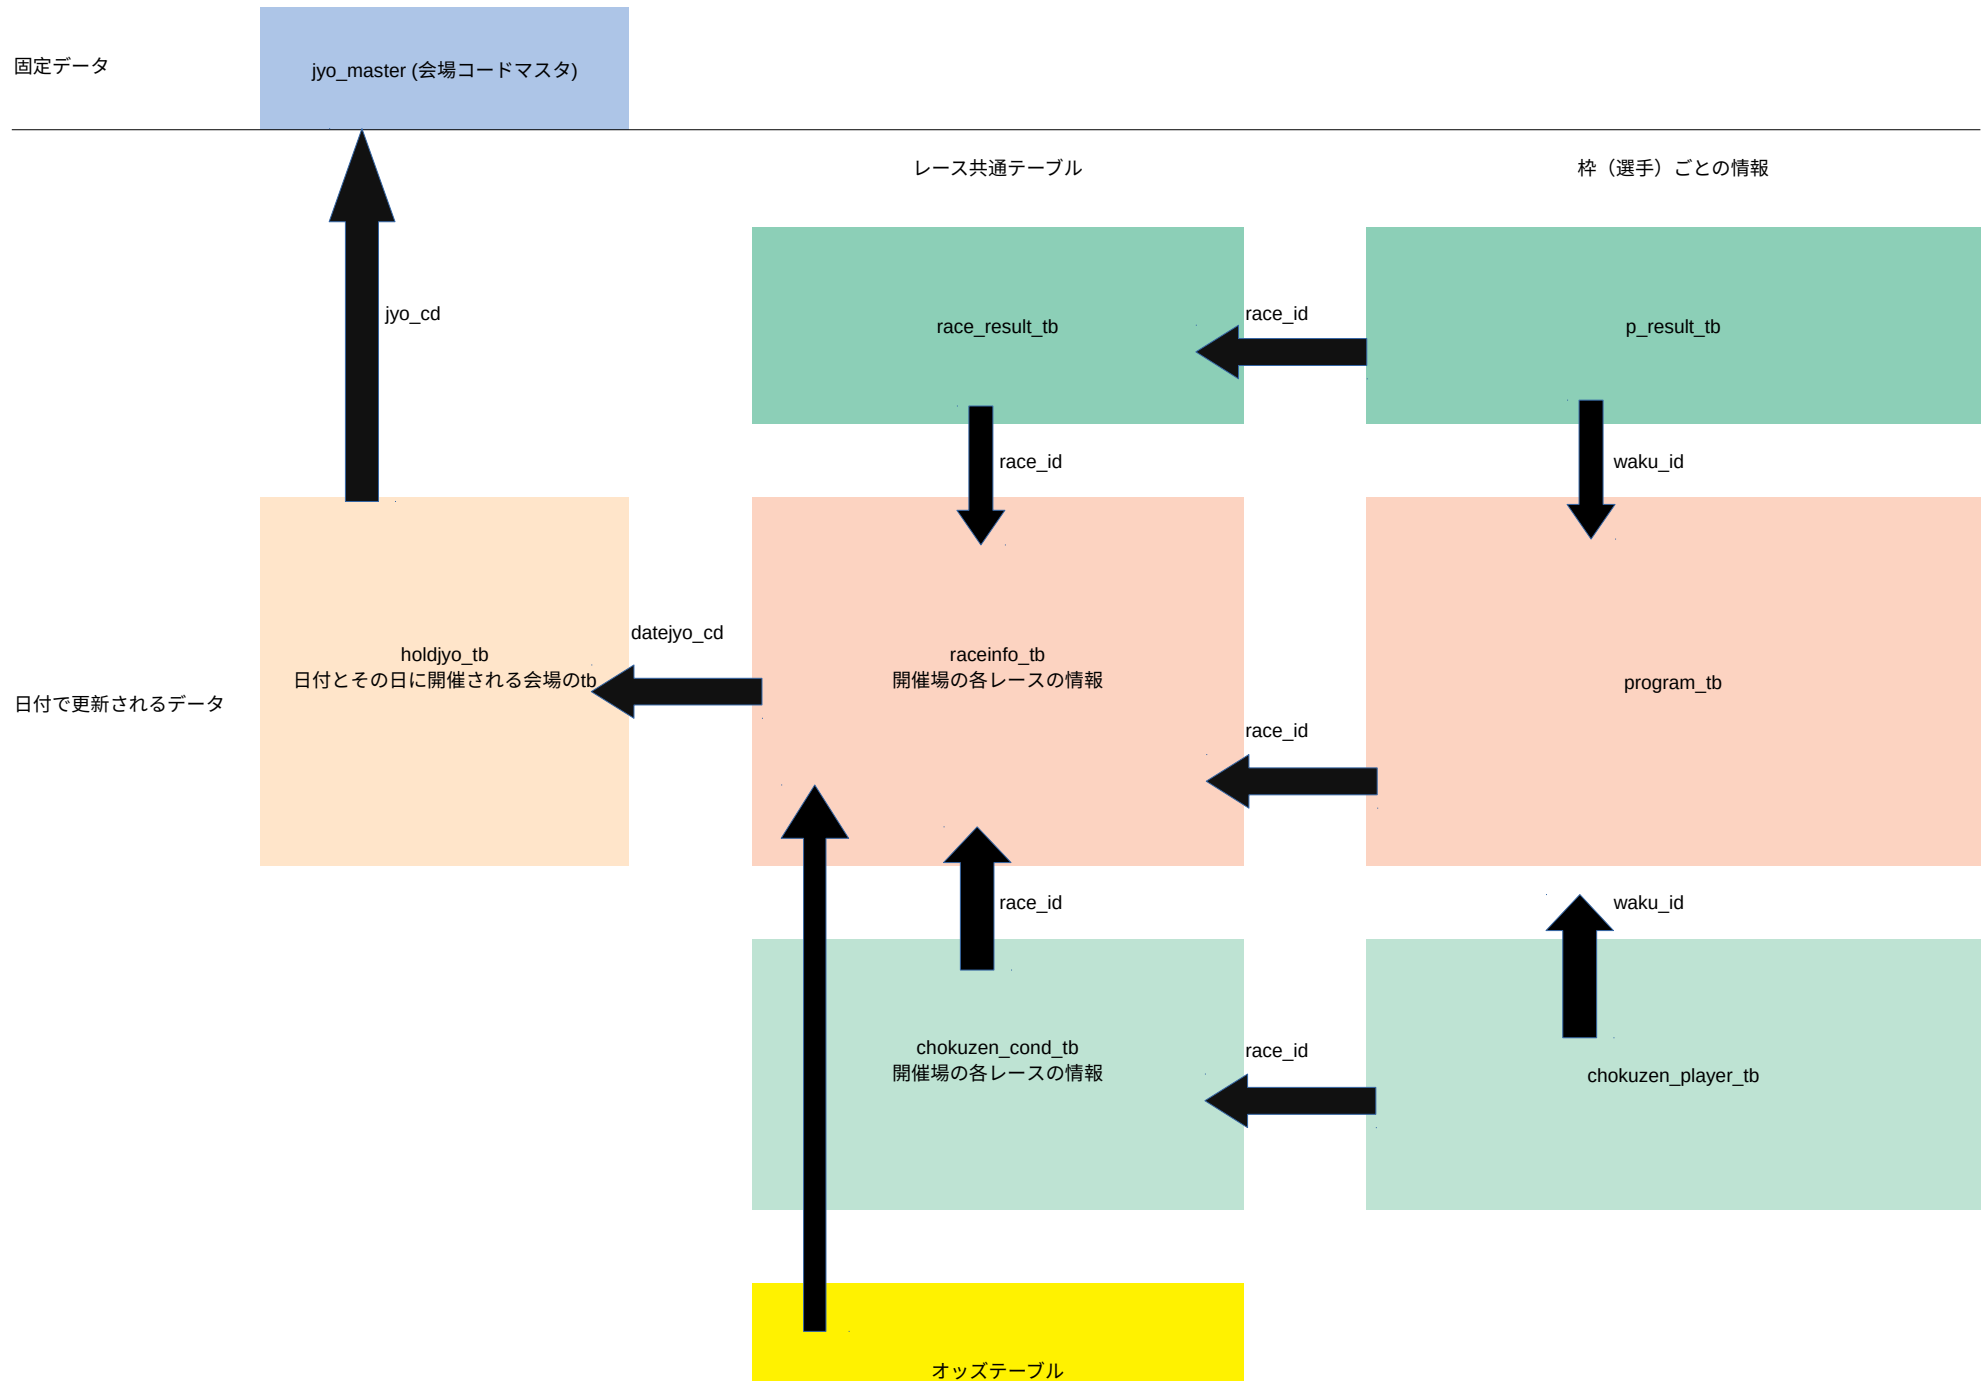 固定データ
jyo_master (会場コードマスタ)
レース共通テーブル
枠（選手）ごとの情報
jyo_cd
race_result_tb
race_id
p_result_tb
race_id
waku_id
datejyo_cd
holdjyo_tb
日付とその日に開催される会場のtb
raceinfo_tb
開催場の各レースの情報
program_tb
日付で更新されるデータ
race_id
race_id
waku_id
chokuzen_cond_tb
開催場の各レースの情報
race_id
chokuzen_player_tb
オッズテーブル